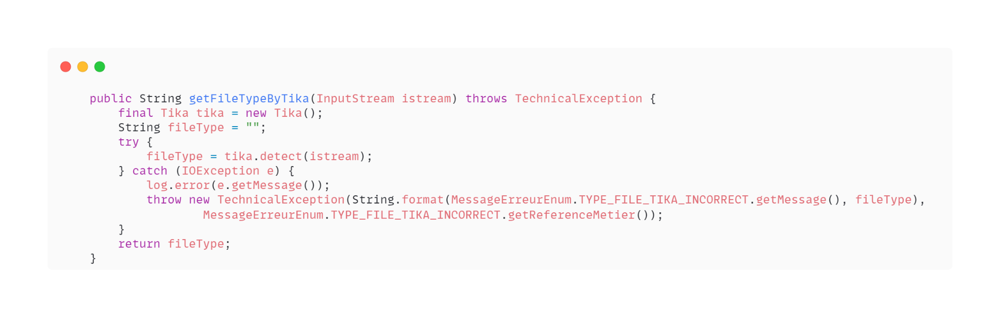 public String getFileTypeByTika(InputStream istream) throws TechnicalException {
    final Tika tika = new Tika();
    String fileType = "";
    try {
        fileType = tika.detect(istream);
    } catch (IOException e) {
        log.error(e.getMessage());
        throw new TechnicalException(String.format(MessageErreurEnum.TYPE_FILE_TIKA_INCORRECT.getMessage(), fileType),
                MessageErreurEnum.TYPE_FILE_TIKA_INCORRECT.getReferenceMetier());
    }
    return fileType;
}